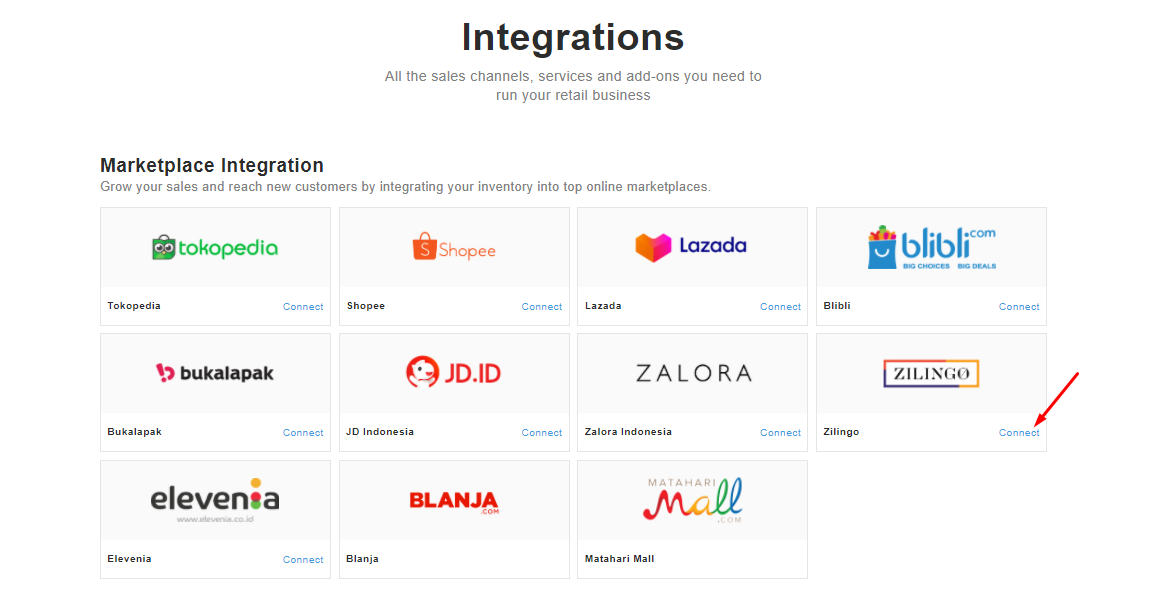 Integrations
All the sales channels, services and add-ons you need to
run your retail business
Marketplace Integration
Grow your sales and reach new customers by integrating your inventory into top online marketplaces.
tokopedia
Tokopedia Connect
S Shopee
Shopee Connect
Lazada
Lazada Connect
blibli.com
BIG CHOICES BIG DEALS
Blibli Connect
bukalapak
Bukalapak Connect
JD.ID
JD Indonesia Connect
ZALORA
Zalora Indonesia Connect
ZILINGO
Zilingo Connect
elevenia
www.elevenia.co.id
Elevenia Connect
BLANJA
.COM
Blanja
MATAHARI
Mall
.COM
Matahari Mall